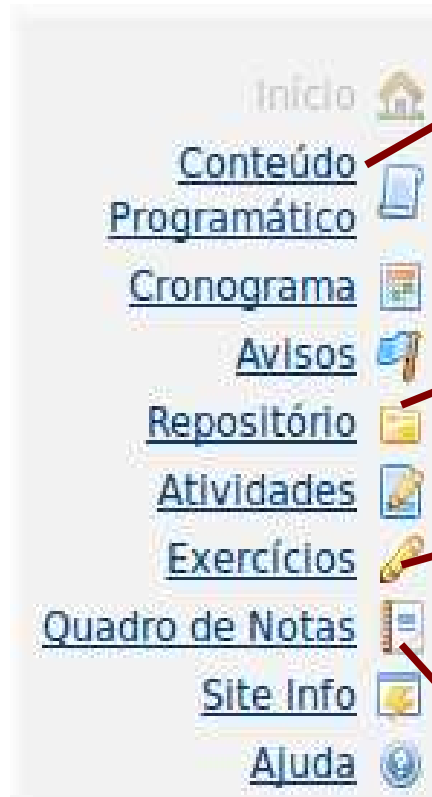 Início
Conteúdo
Programático
Cronograma
Avisos
Repositório
Atividades
Exercícios
Quadro de Notas
Site Info
Ajuda